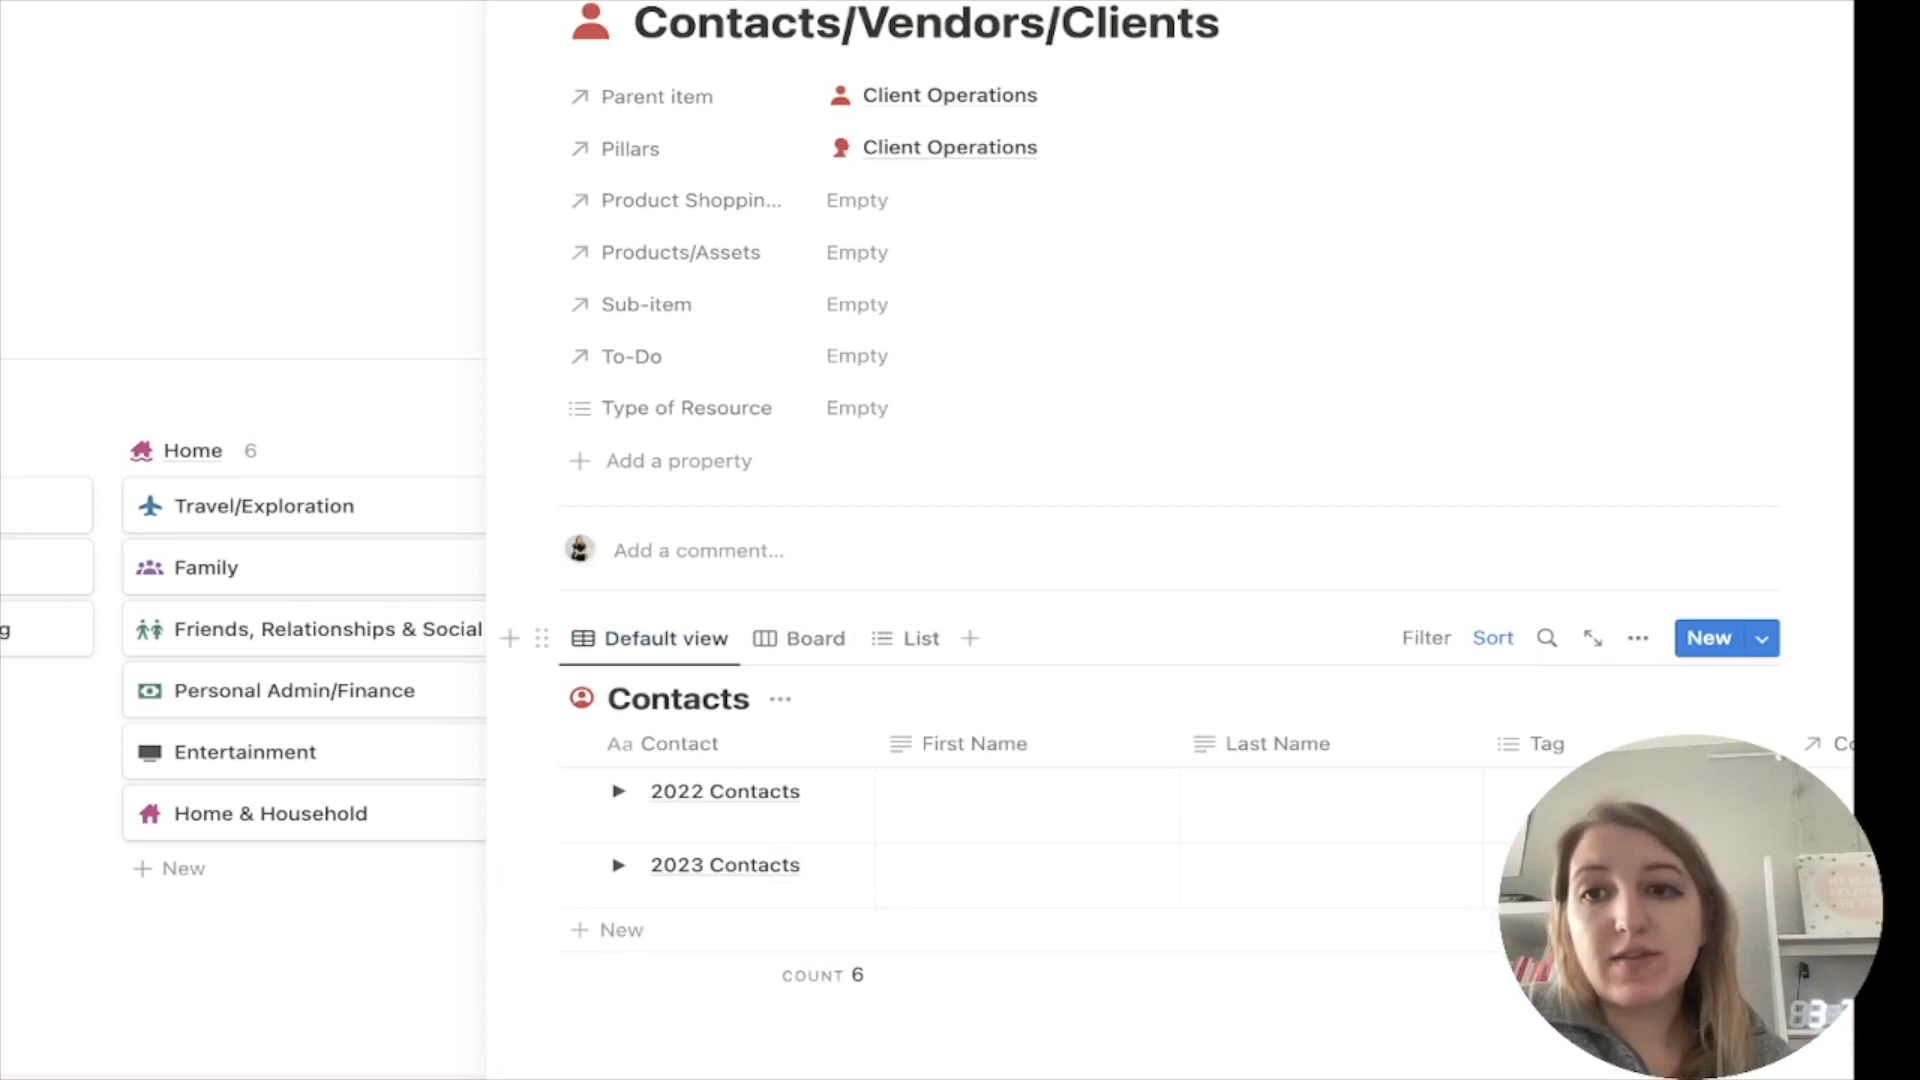 Contacts/Vendors/Clients
Parent item Client Operations
Pillars Client Operations
Product Shoppin... Empty
Products/Assets Empty
Sub-item Empty
To-Do Empty
Type of Resource Empty
Add a property
Add a comment...
Default view Board List Filter Sort New
Contacts
Aa Contact First Name Last Name Tag Co
2022 Contacts
2023 Contacts
New
COUNT 6
Home 6
Travel/Exploration
Family
g
Friends, Relationships & Social
Personal Admin/Finance
Entertainment
Home & Household
New